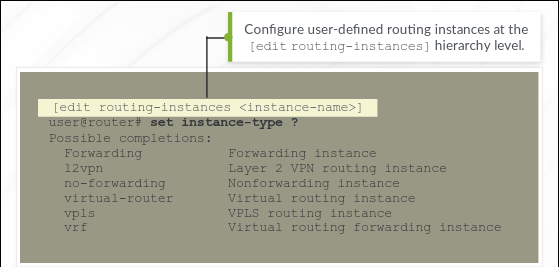 Configure user-defined routing instances at the
[edit routing-instances] hierarchy level.
[edit routing-instances <instance-name>]
user@router# set instance-type ?
Possible completions:
Forwarding Forwarding instance
l2vpn Layer 2 VPN routing instance
no-forwarding Nonforwarding instance
virtual-router Virtual routing instance
vpls VPLS routing instance
vrf Virtual routing forwarding instance